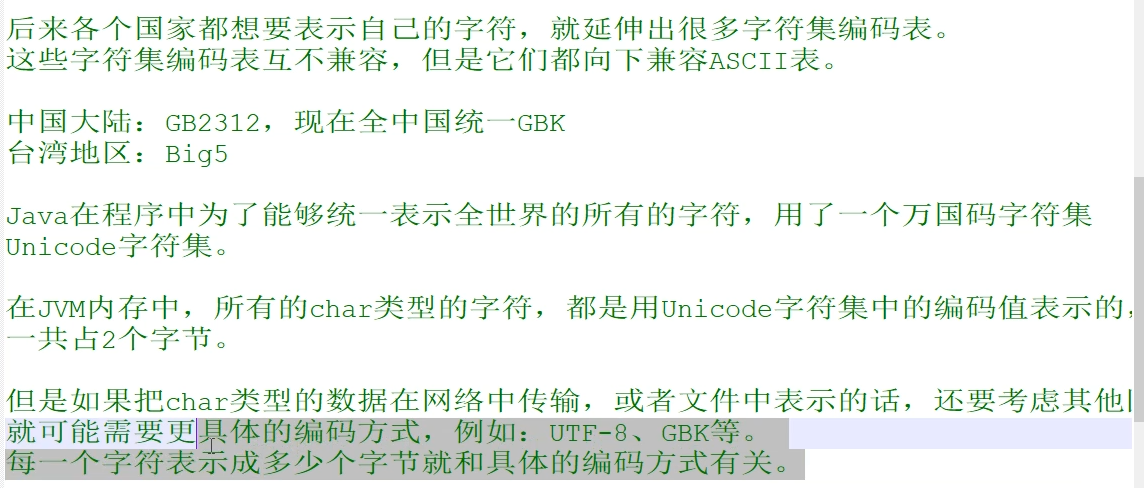 后来各个国家都想要表示自己的字符，就延伸出很多字符集编码表。
这些字符集编码表互不兼容，但是它们都向下兼容ASCII表。
中国大陆：GB2312，现在全中国统一GBK
台湾地区：Big5
Java在程序中为了能够统一表示全世界的所有的字符，用了一个万国码字符集
Unicode字符集。
在JVM内存中，所有的char类型的字符，都是用Unicode字符集中的编码值表示的，
一共占2个字节。
但是如果把char类型的数据在网络中传输，或者文件中表示的话，还要考虑其他
就可能需要更具体的编码方式，例如：UTF-8、GBK等。
每一个字符表示成多少个字节就和具体的编码方式有关。